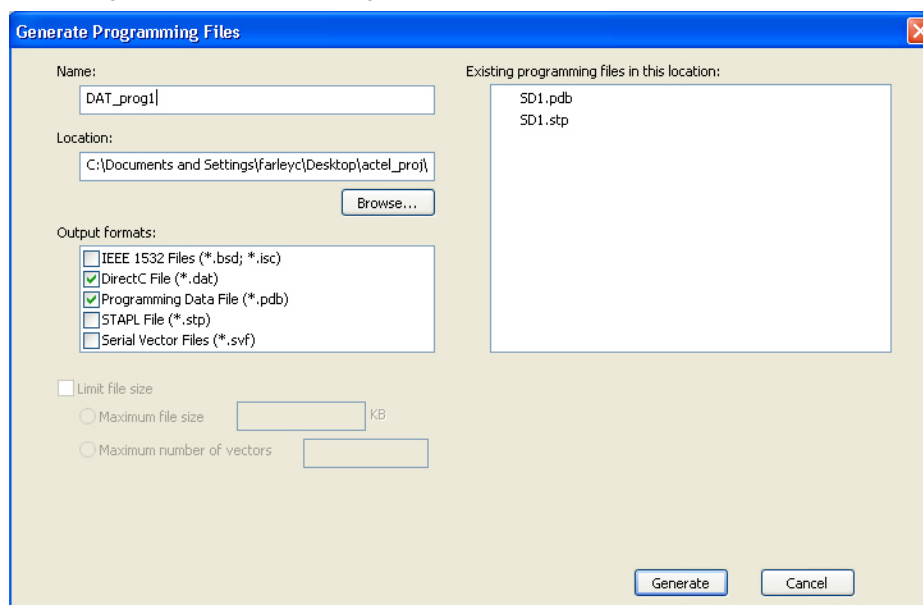 Generate Programming Files
Name:
DAT_prog1
Location:
C:\Documents and Settings\farleyc\Desktop\actel_proj\
Browse...
Output formats:
IEEE 1532 Files (*.bsd; *.isc)
DirectC File (*.dat)
Programming Data File (*.pdb)
STAPL File (*.stp)
Serial Vector Files (*.svf)
Limit file size
Maximum file size KB
Maximum number of vectors
Existing programming files in this location:
SD1.pdb
SD1.stp
Generate Cancel